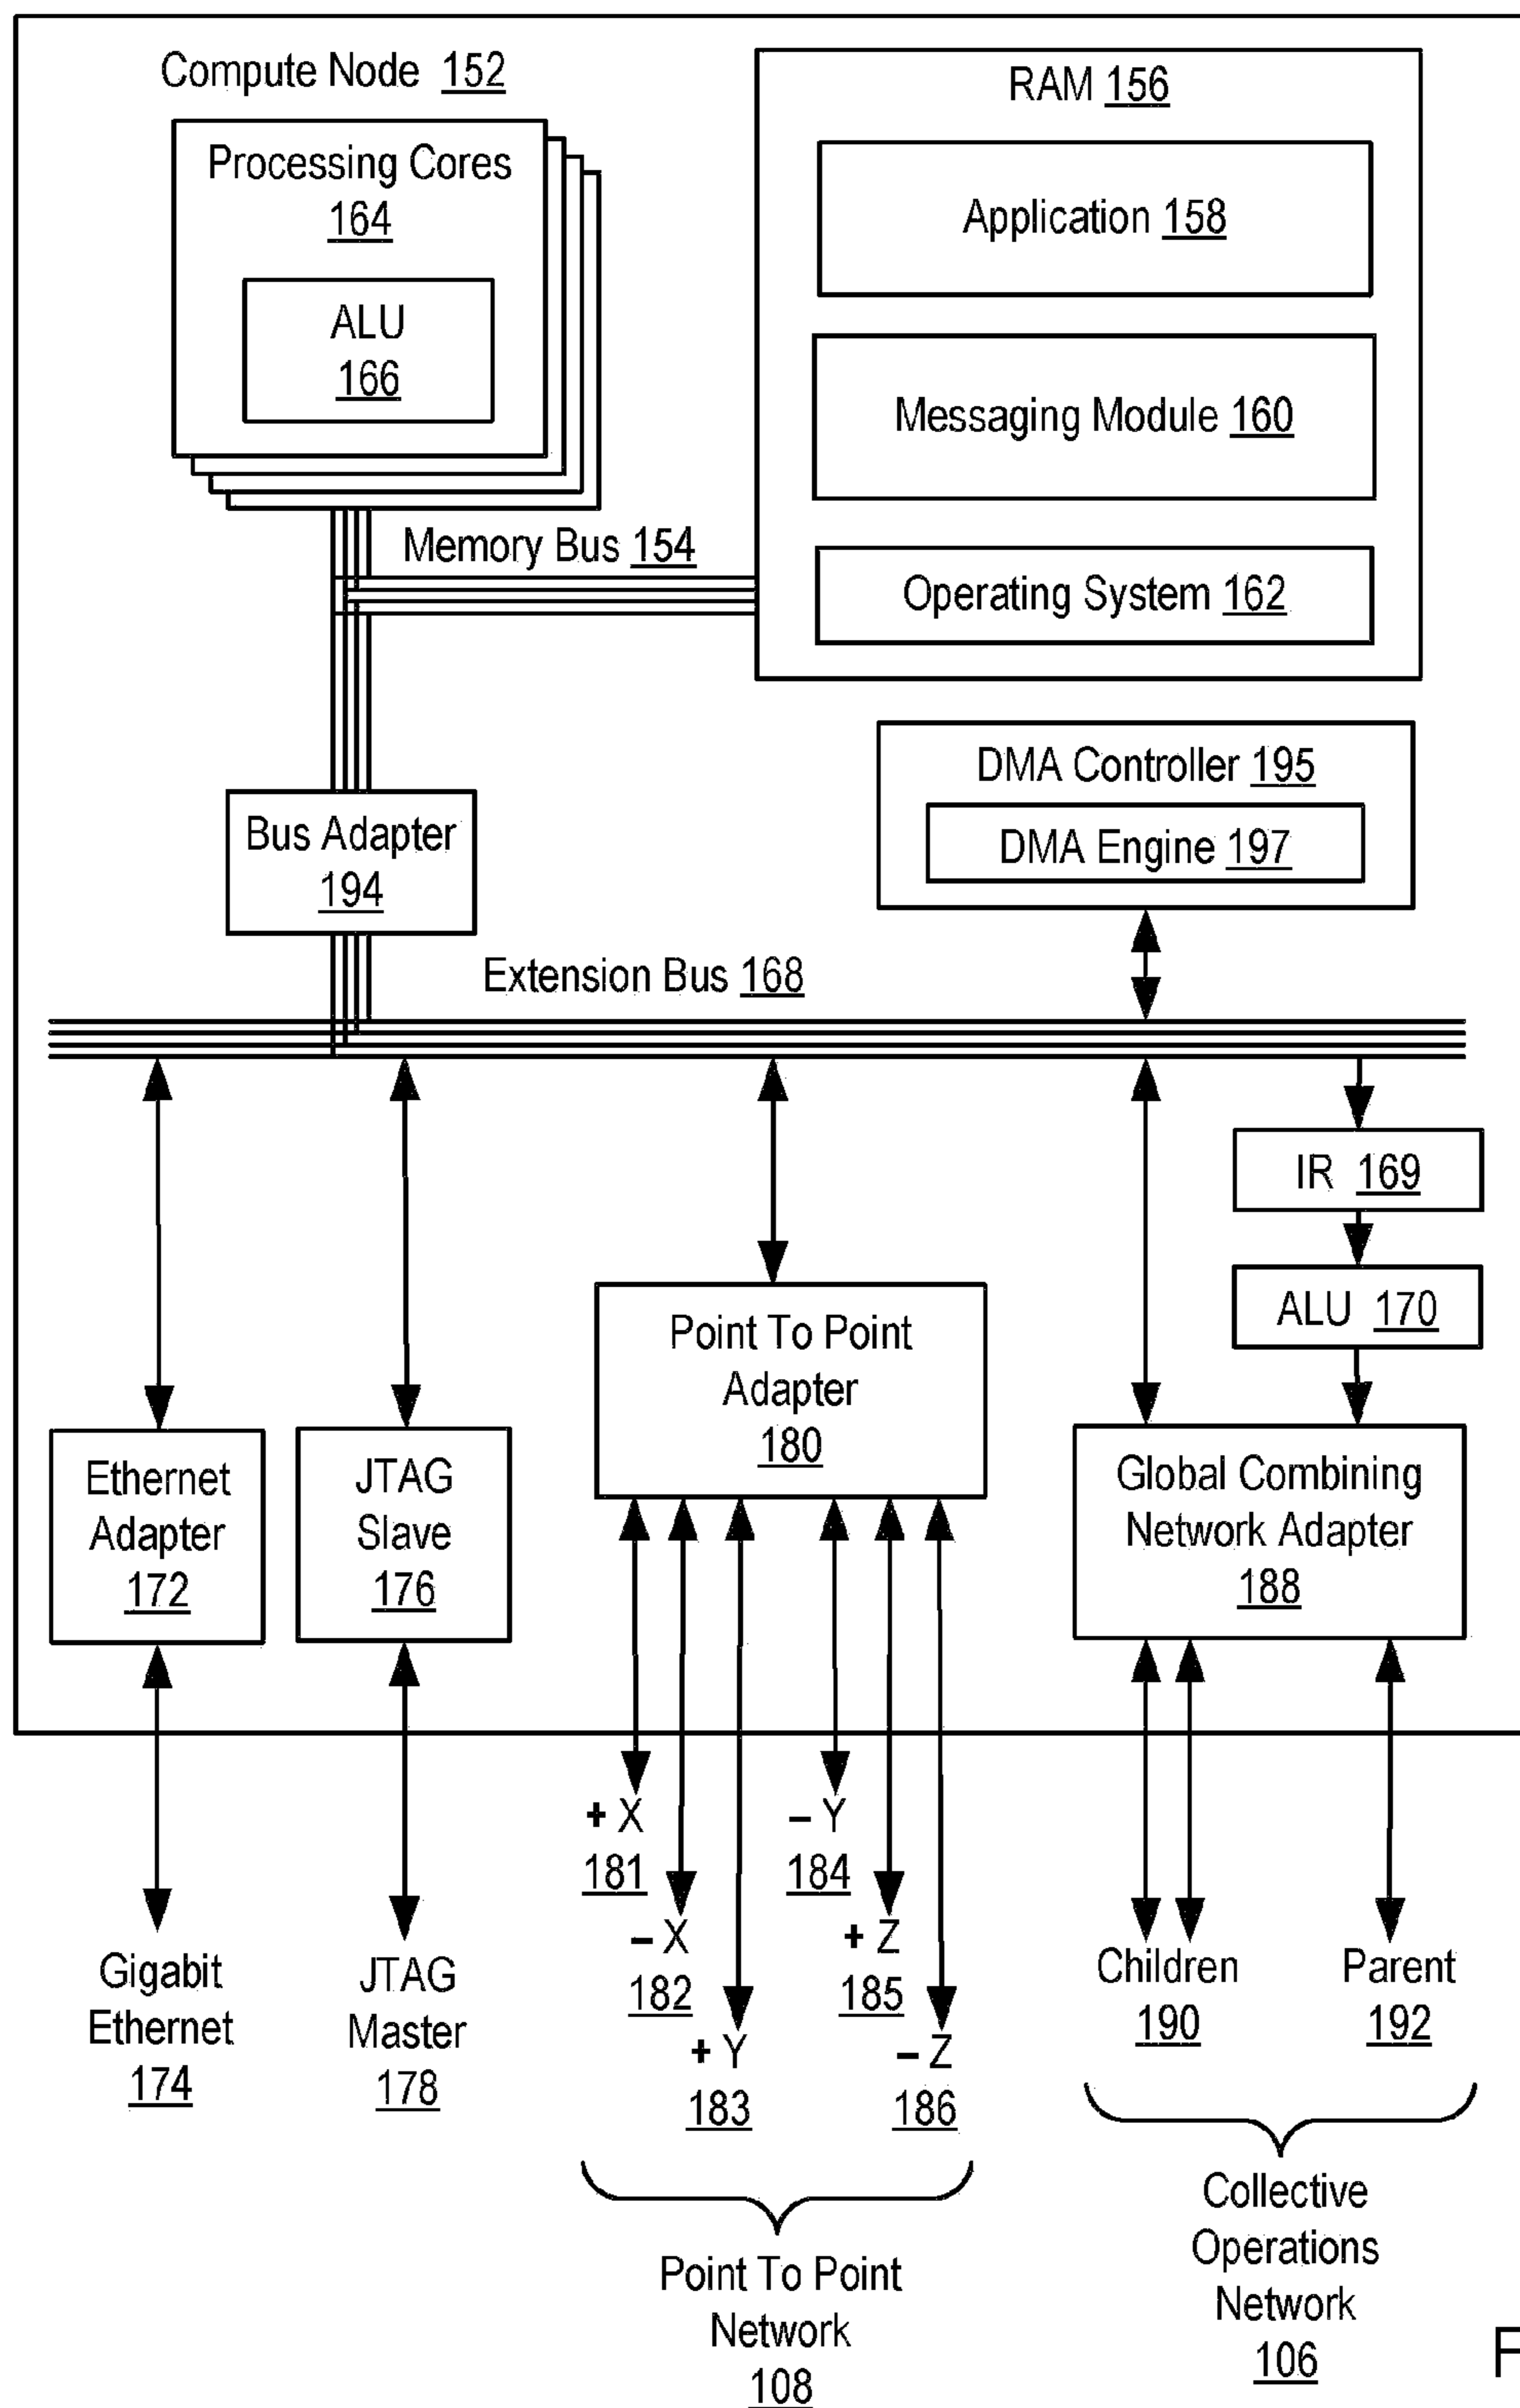 Compute Node 152
RAM 156
Processing Cores
164
Application 158
ALU
166
Messaging Module 160
Memory Bus 154
Operating System 162
DMA Controller 195
Bus Adapter
194
DMA Engine 197
Extension Bus 168
IR 169
ALU 170
Point To Point
Adapter
180
Ethernet
Adapter
172
JTAG
Slave
176
Global Combining
Network Adapter
188
+ X
181
– X
182
+ Y
183
– Y
184
+ Z
185
– Z
186
Gigabit
Ethernet
174
JTAG
Master
178
Children
190
Parent
192
Point To Point
Network
108
Collective
Operations
Network
106
F